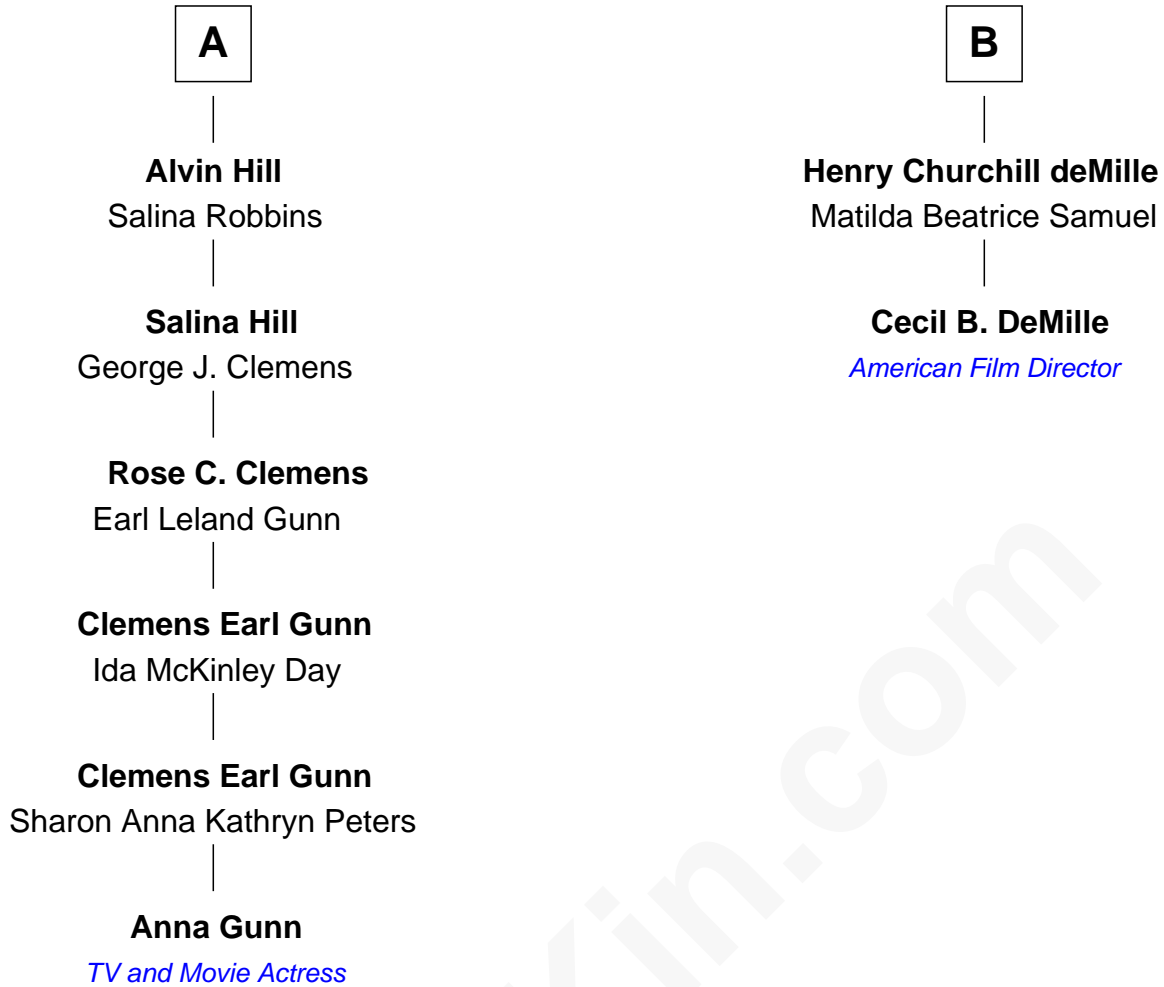 A
Alvin Hill
Salina Robbins
Salina Hill
George J. Clemens
Rose C. Clemens
Earl Leland Gunn
Clemens Earl Gunn
Ida McKinley Day
Clemens Earl Gunn
Sharon Anna Kathryn Peters
Anna Gunn
TV and Movie Actress
B
Henry Churchill deMille
Matilda Beatrice Samuel
Cecil B. DeMille
American Film Director